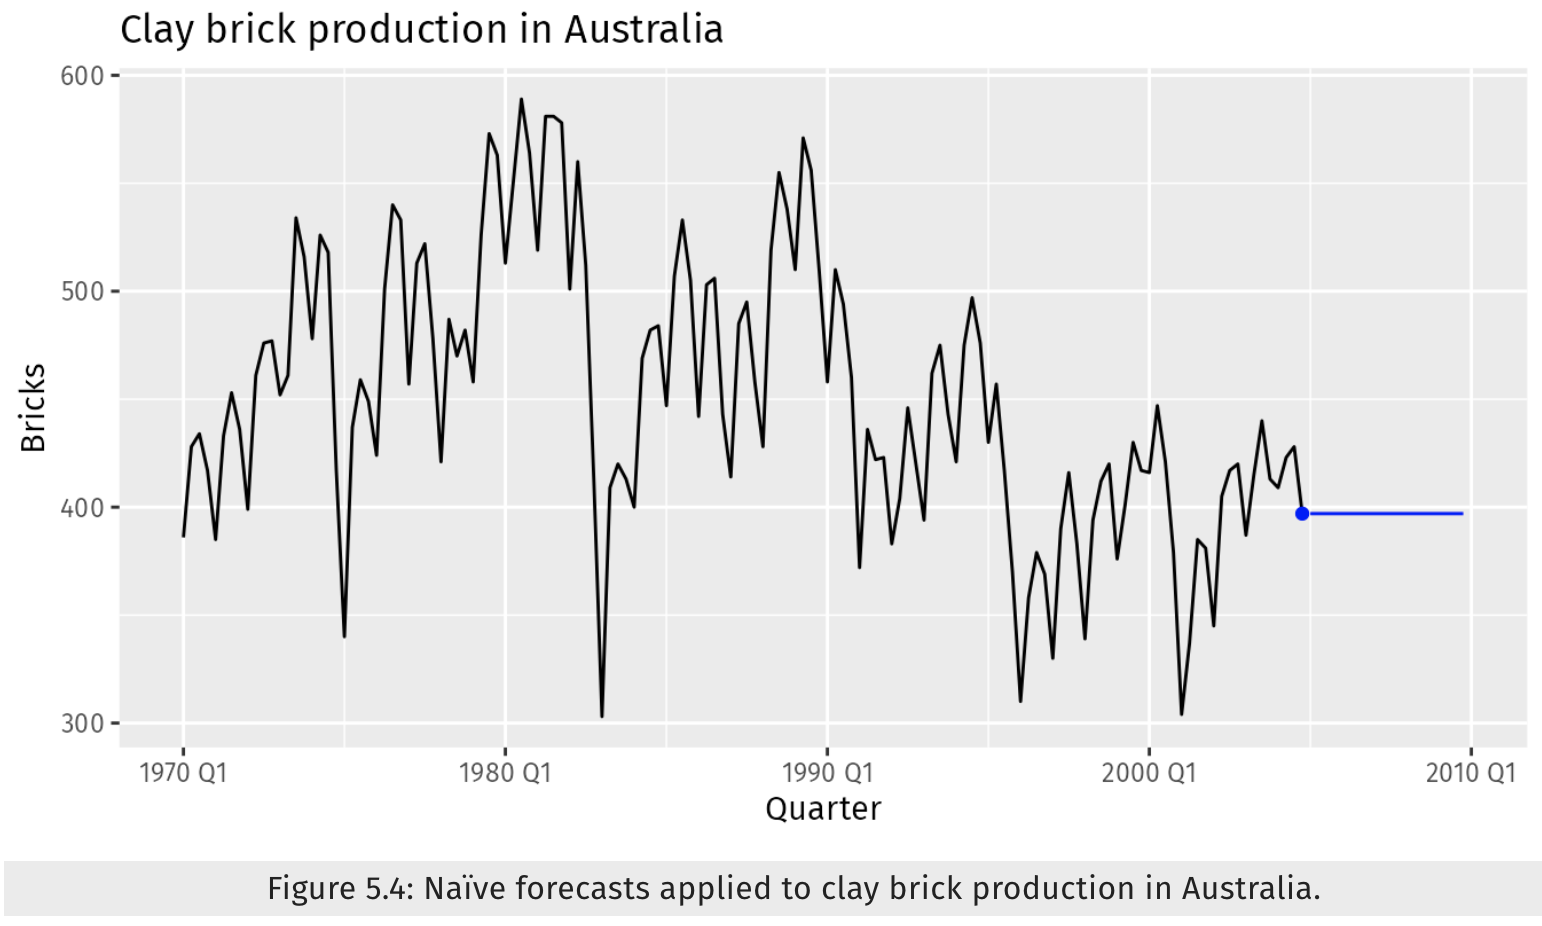 Clay brick production in Australia
600
500
400
300
Bricks
1970 Q1 1980 Q1 1990 Q1 2000 Q1 2010 Q1
Quarter
Figure 5.4: Naïve forecasts applied to clay brick production in Australia.